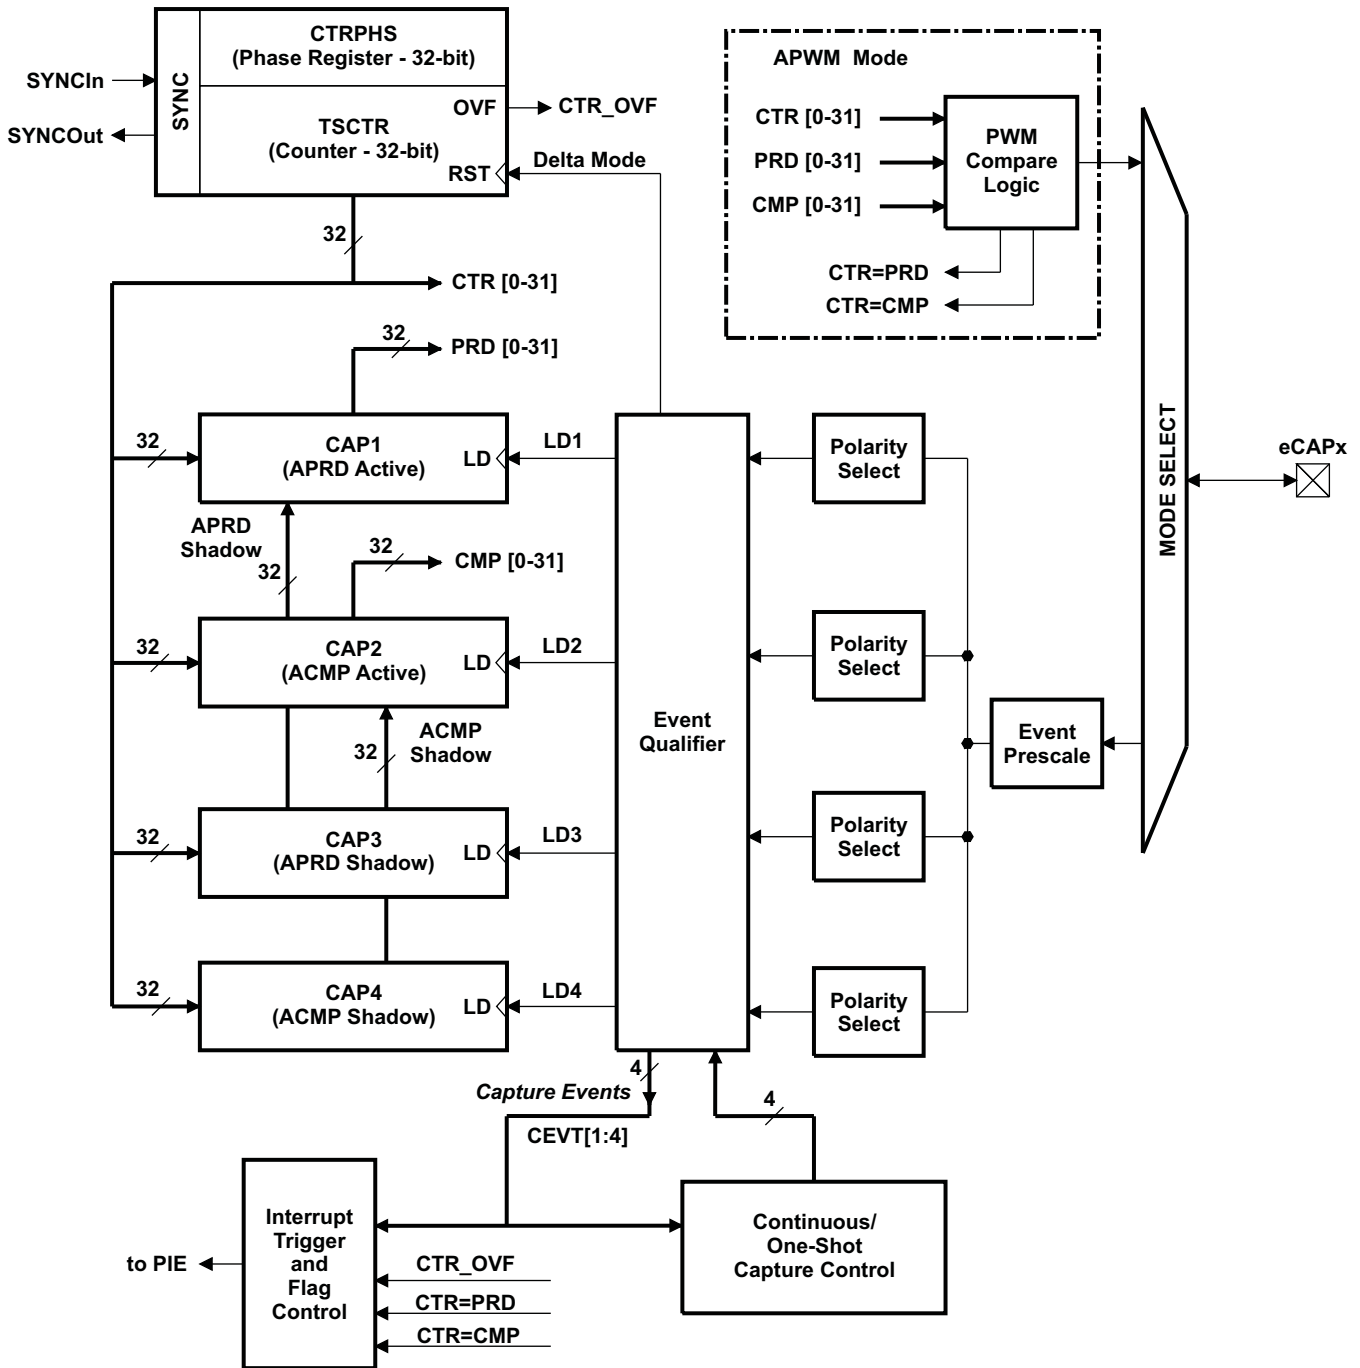 CTRPHS
(Phase Register - 32-bit)
APWM Mode
SYNCIn
SYNC
OVF
CTR_OVF
SYNCOut
TSCTR
(Counter - 32-bit)
RST
Delta Mode
CTR [0-31]
PRD [0-31]
CMP [0-31]
PWM
Compare
Logic
CTR=PRD
CTR=CMP
32
CTR [0-31]
32
PRD [0-31]
32
CAP1
(APRD Active)
LD
LD1
Polarity
Select
MODE SELECT
eCAPx
APRD
Shadow
32
32
CMP [0-31]
32
CAP2
(ACMP Active)
LD
LD2
Polarity
Select
ACMP
Shadow
32
Event
Qualifier
Event
Prescale
32
CAP3
(APRD Shadow)
LD
LD3
Polarity
Select
32
CAP4
(ACMP Shadow)
LD
LD4
Polarity
Select
4
Capture Events
CEVT[1:4]
4
Interrupt
Trigger
and
Flag
Control
to PIE
CTR_OVF
CTR=PRD
CTR=CMP
Continuous/
One-Shot
Capture Control